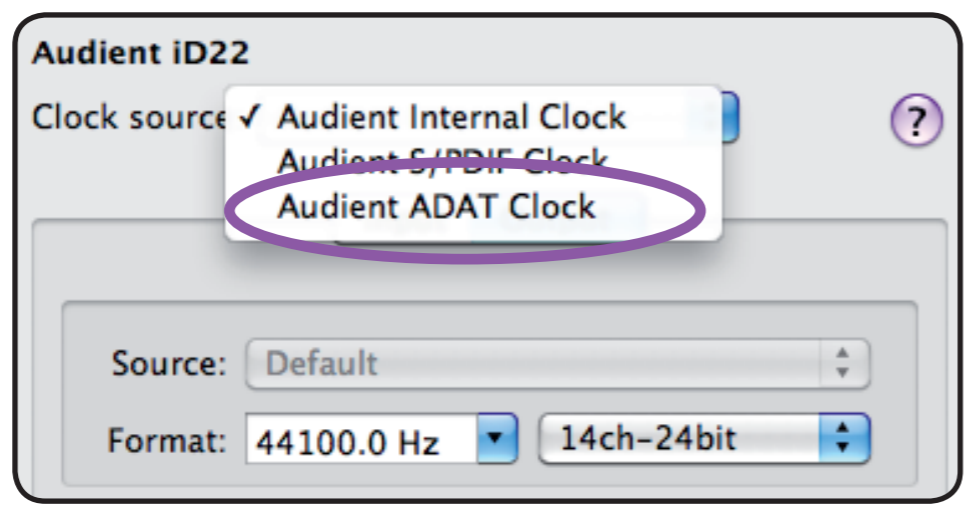 Audient iD22
Clock source ✓ Audient Internal Clock
?
Audient S/PDIF Clock
Audient ADAT Clock
Source: Default
Format: 44100.0 Hz 14ch-24bit